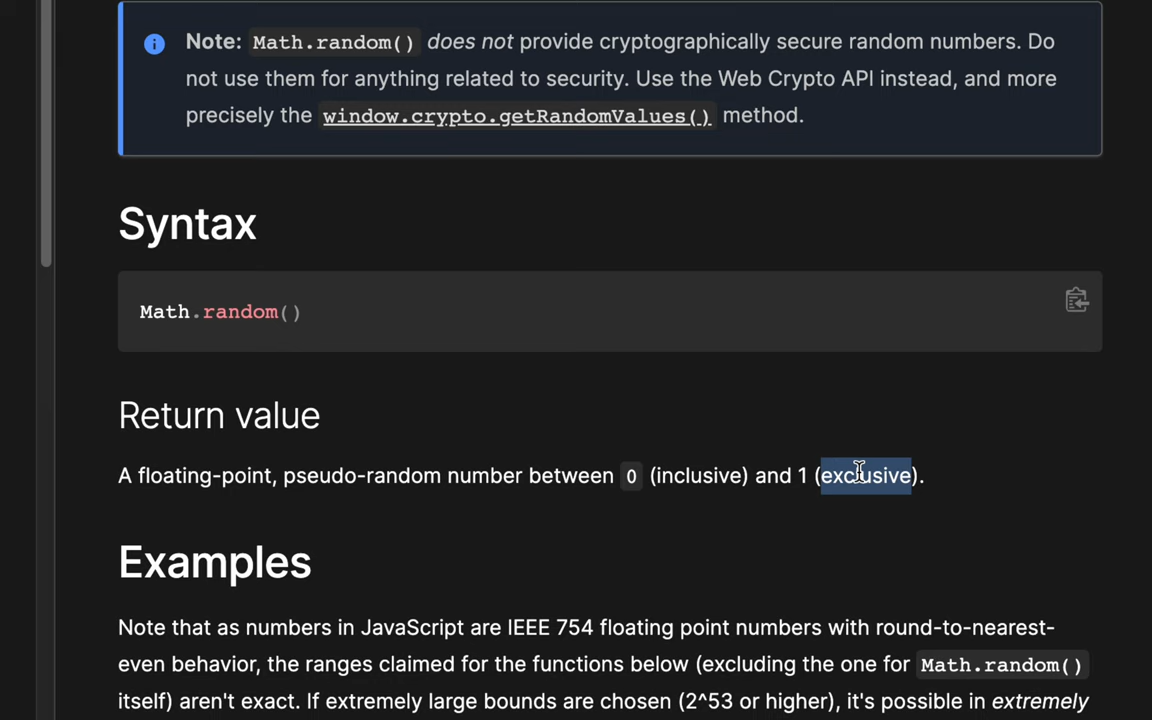 Note: Math.random() does not provide cryptographically secure random numbers. Do
not use them for anything related to security. Use the Web Crypto API instead, and more
precisely the window.crypto.getRandomValues() method.
Syntax
Math.random()
Return value
A floating-point, pseudo-random number between 0 (inclusive) and 1 (exclusive).
Examples
Note that as numbers in JavaScript are IEEE 754 floating point numbers with round-to-nearest-
even behavior, the ranges claimed for the functions below (excluding the one for Math.random()
itself) aren't exact. If extremely large bounds are chosen (2^53 or higher), it's possible in extremely